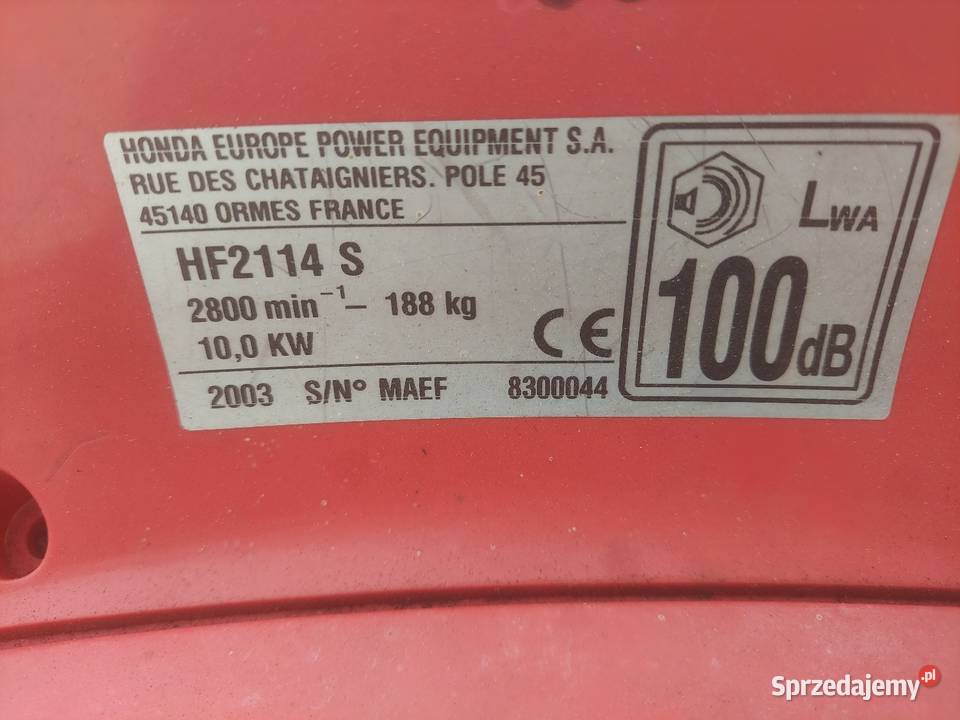 HONDA EUROPE POWER EQUIPMENT S.A.
RUE DES CHATAIGNIERS. POLE 45
45140 ORMES FRANCE
HF2114 S
2800 min⁻¹– 188 kg
10,0 KW
CE
2003 S/N° MAEF 8300044
LWA
100dB
Sprzedajemy.pl